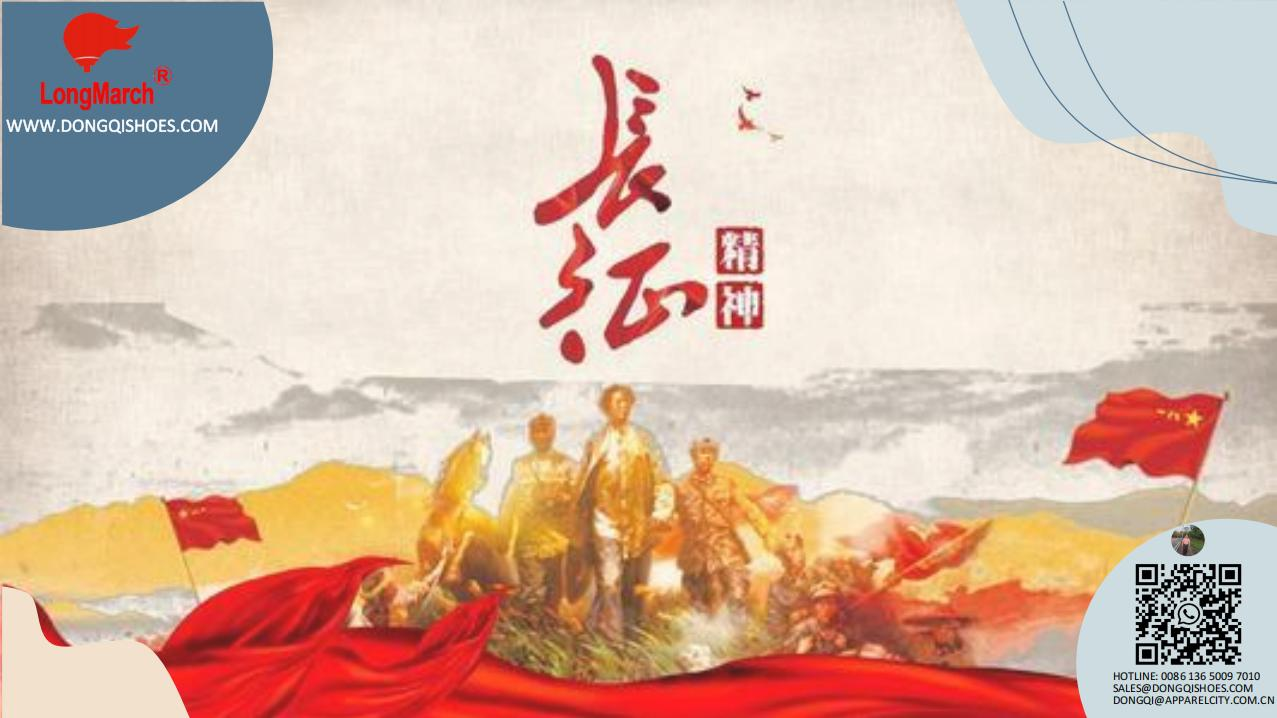 LongMarch®
WWW.DONGQISHOES.COM
長征
精神
HOTLINE: 0086 136 5009 7010
SALES@DONGQISHOES.COM
DONGQI@APPARELCITY.COM.CN